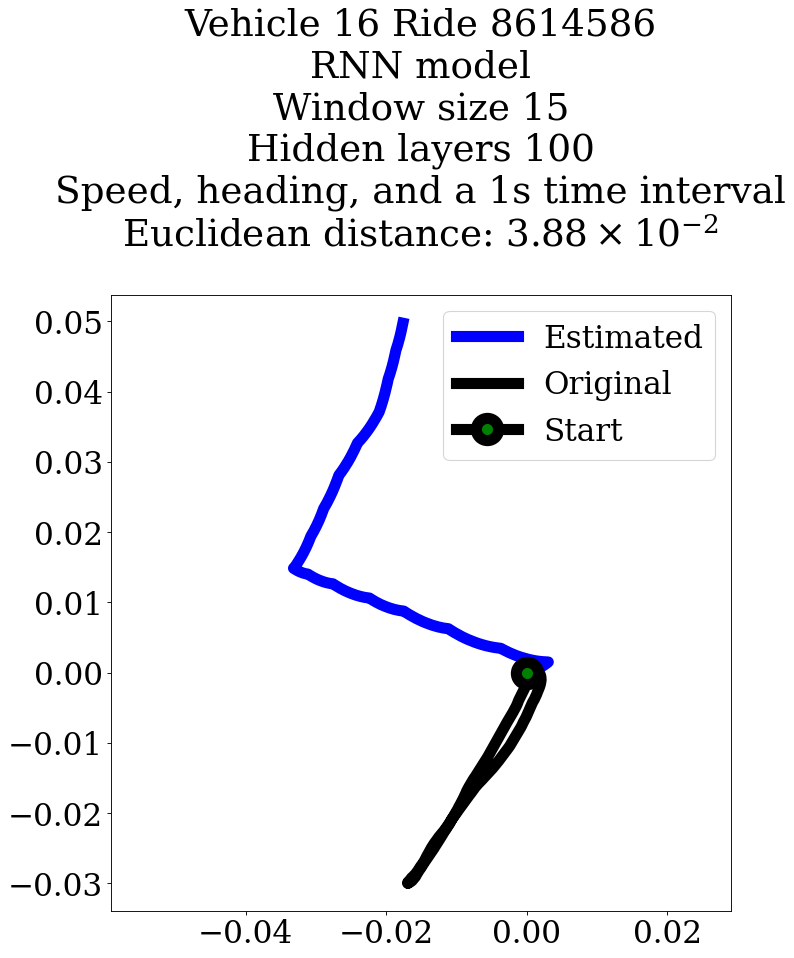 Vehicle 16 Ride 8614586
RNN model
Window size 15
Hidden layers 100
Speed, heading, and a 1s time interval
Euclidean distance: 3.88 × 10⁻²
Estimated
Original
Start
0.05
0.04
0.03
0.02
0.01
0.00
−0.01
−0.02
−0.03
−0.04 −0.02 0.00 0.02